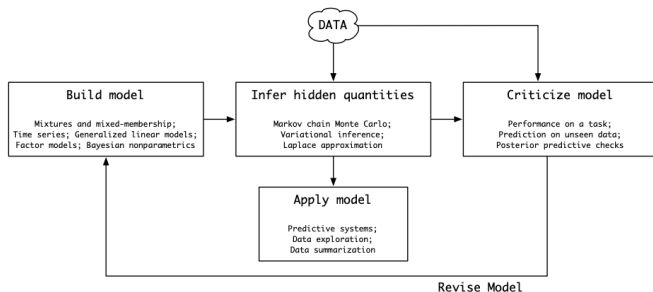 DATA
Build model
Mixtures and mixed-membership;
Time series; Generalized linear models;
Factor models; Bayesian nonparametrics
Infer hidden quantities
Markov chain Monte Carlo;
Variational inference;
Laplace approximation
Criticize model
Performance on a task;
Prediction on unseen data;
Posterior predictive checks
Apply model
Predictive systems;
Data exploration;
Data summarization
Revise Model